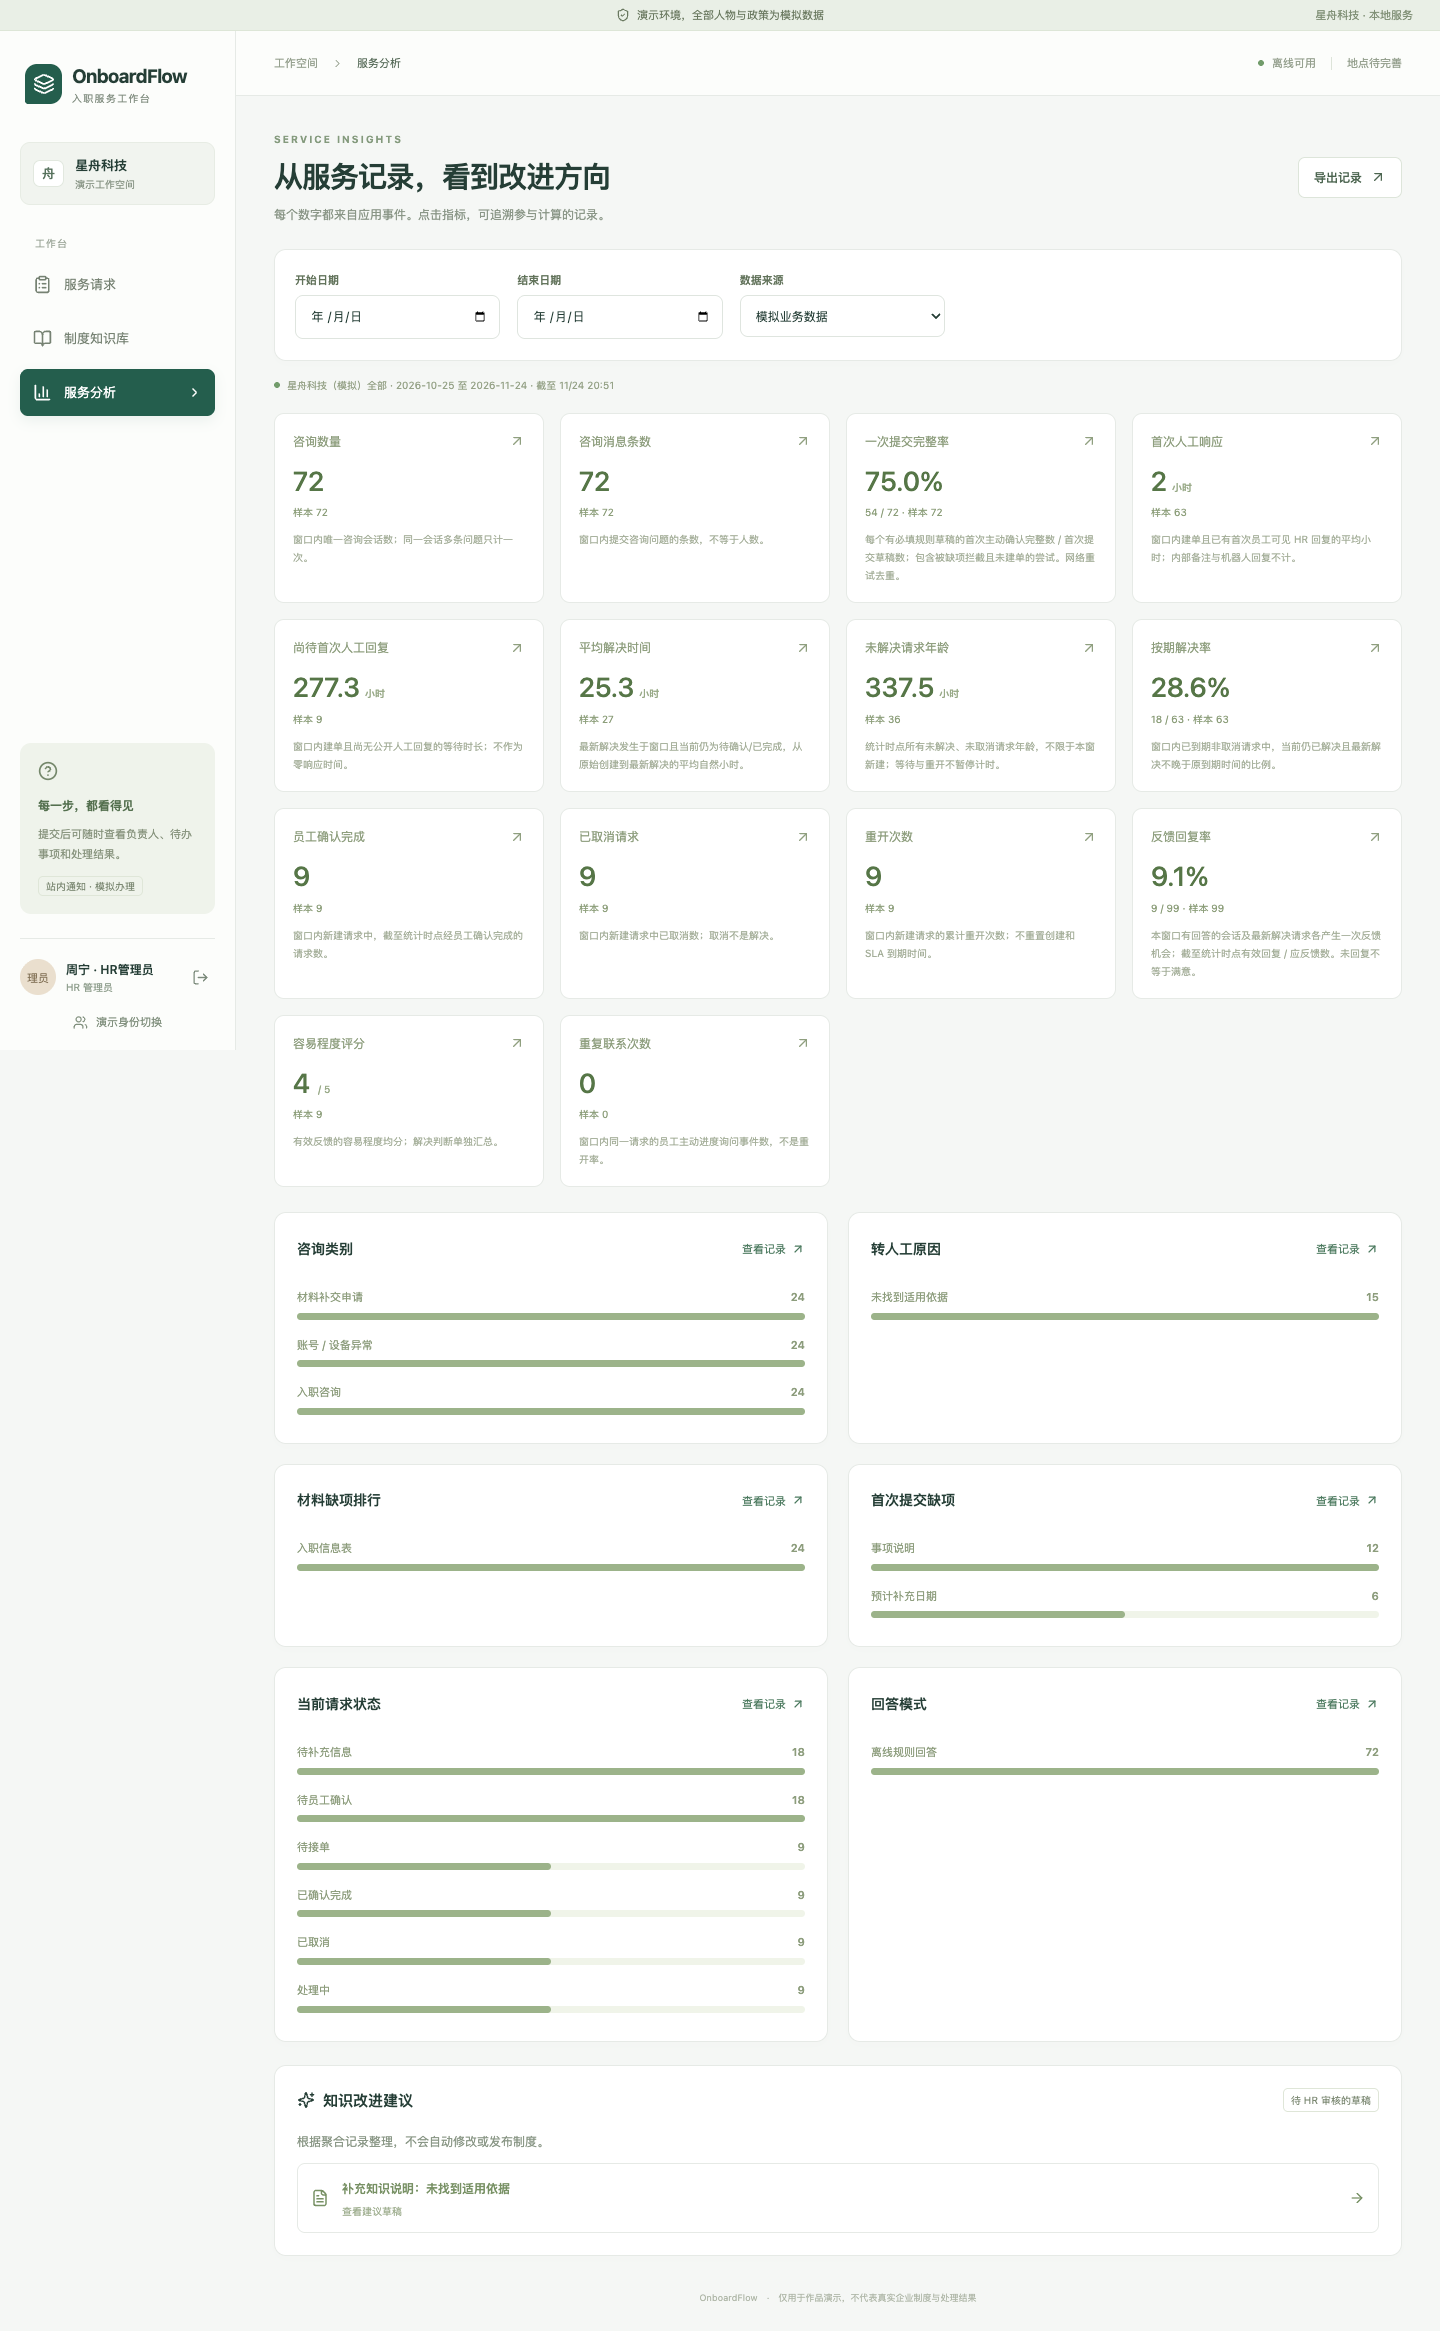 演示环境，全部人物与政策为模拟数据
星舟科技 · 本地服务
OnboardFlow
入职服务工作台
舟
星舟科技
演示工作空间
工作台
服务请求
制度知识库
服务分析
每一步，都看得见
提交后可随时查看负责人、待办
事项和处理结果。
站内通知 · 模拟办理
理员
周宁 · HR管理员
HR 管理员
演示身份切换
工作空间
服务分析
离线可用
地点待完善
SERVICE INSIGHTS
从服务记录，看到改进方向
每个数字都来自应用事件。点击指标，可追溯参与计算的记录。
导出记录
开始日期
年 /月/日
结束日期
年 /月/日
数据来源
模拟业务数据
星舟科技（模拟）全部 · 2026-10-25 至 2026-11-24 · 截至 11/24 20:51
咨询数量
72
样本 72
窗口内唯一咨询会话数；同一会话多条问题只计一
次。
咨询消息条数
72
样本 72
窗口内提交咨询问题的条数，不等于人数。
一次提交完整率
75.0%
54 / 72 · 样本 72
每个有必填规则草稿的首次主动确认完整数 / 首次提
交草稿数；包含被缺项拦截且未建单的尝试。网络重
试去重。
首次人工响应
2 小时
样本 63
窗口内建单且已有首次员工可见 HR 回复的平均小
时；内部备注与机器人回复不计。
尚待首次人工回复
277.3 小时
样本 9
窗口内建单且尚无公开人工回复的等待时长；不作为
零响应时间。
平均解决时间
25.3 小时
样本 27
最新解决发生于窗口且当前仍为待确认/已完成，从
原始创建到最新解决的平均自然小时。
未解决请求年龄
337.5 小时
样本 36
统计时点所有未解决、未取消请求年龄，不限于本窗
新建；等待与重开不暂停计时。
按期解决率
28.6%
18 / 63 · 样本 63
窗口内已到期非取消请求中，当前仍已解决且最新解
决不晚于原到期时间的比例。
员工确认完成
9
样本 9
窗口内新建请求中，截至统计时点经员工确认完成的
请求数。
已取消请求
9
样本 9
窗口内新建请求中已取消数；取消不是解决。
重开次数
9
样本 9
窗口内新建请求的累计重开次数；不重置创建和
SLA 到期时间。
反馈回复率
9.1%
9 / 99 · 样本 99
本窗口有回答的会话及最新解决请求各产生一次反馈
机会；截至统计时点有效回复 / 应反馈数。未回复不
等于满意。
容易程度评分
4 / 5
样本 9
有效反馈的容易程度均分；解决判断单独汇总。
重复联系次数
0
样本 0
窗口内同一请求的员工主动进度询问事件数，不是重
开率。
咨询类别
查看记录
材料补交申请 24
账号 / 设备异常 24
入职咨询 24
转人工原因
查看记录
未找到适用依据 15
材料缺项排行
查看记录
入职信息表 24
首次提交缺项
查看记录
事项说明 12
预计补充日期 6
当前请求状态
查看记录
待补充信息 18
待员工确认 18
待接单 9
已确认完成 9
已取消 9
处理中 9
回答模式
查看记录
离线规则回答 72
知识改进建议
待 HR 审核的草稿
根据聚合记录整理，不会自动修改或发布制度。
补充知识说明：未找到适用依据
查看建议草稿
OnboardFlow · 仅用于作品演示，不代表真实企业制度与处理结果